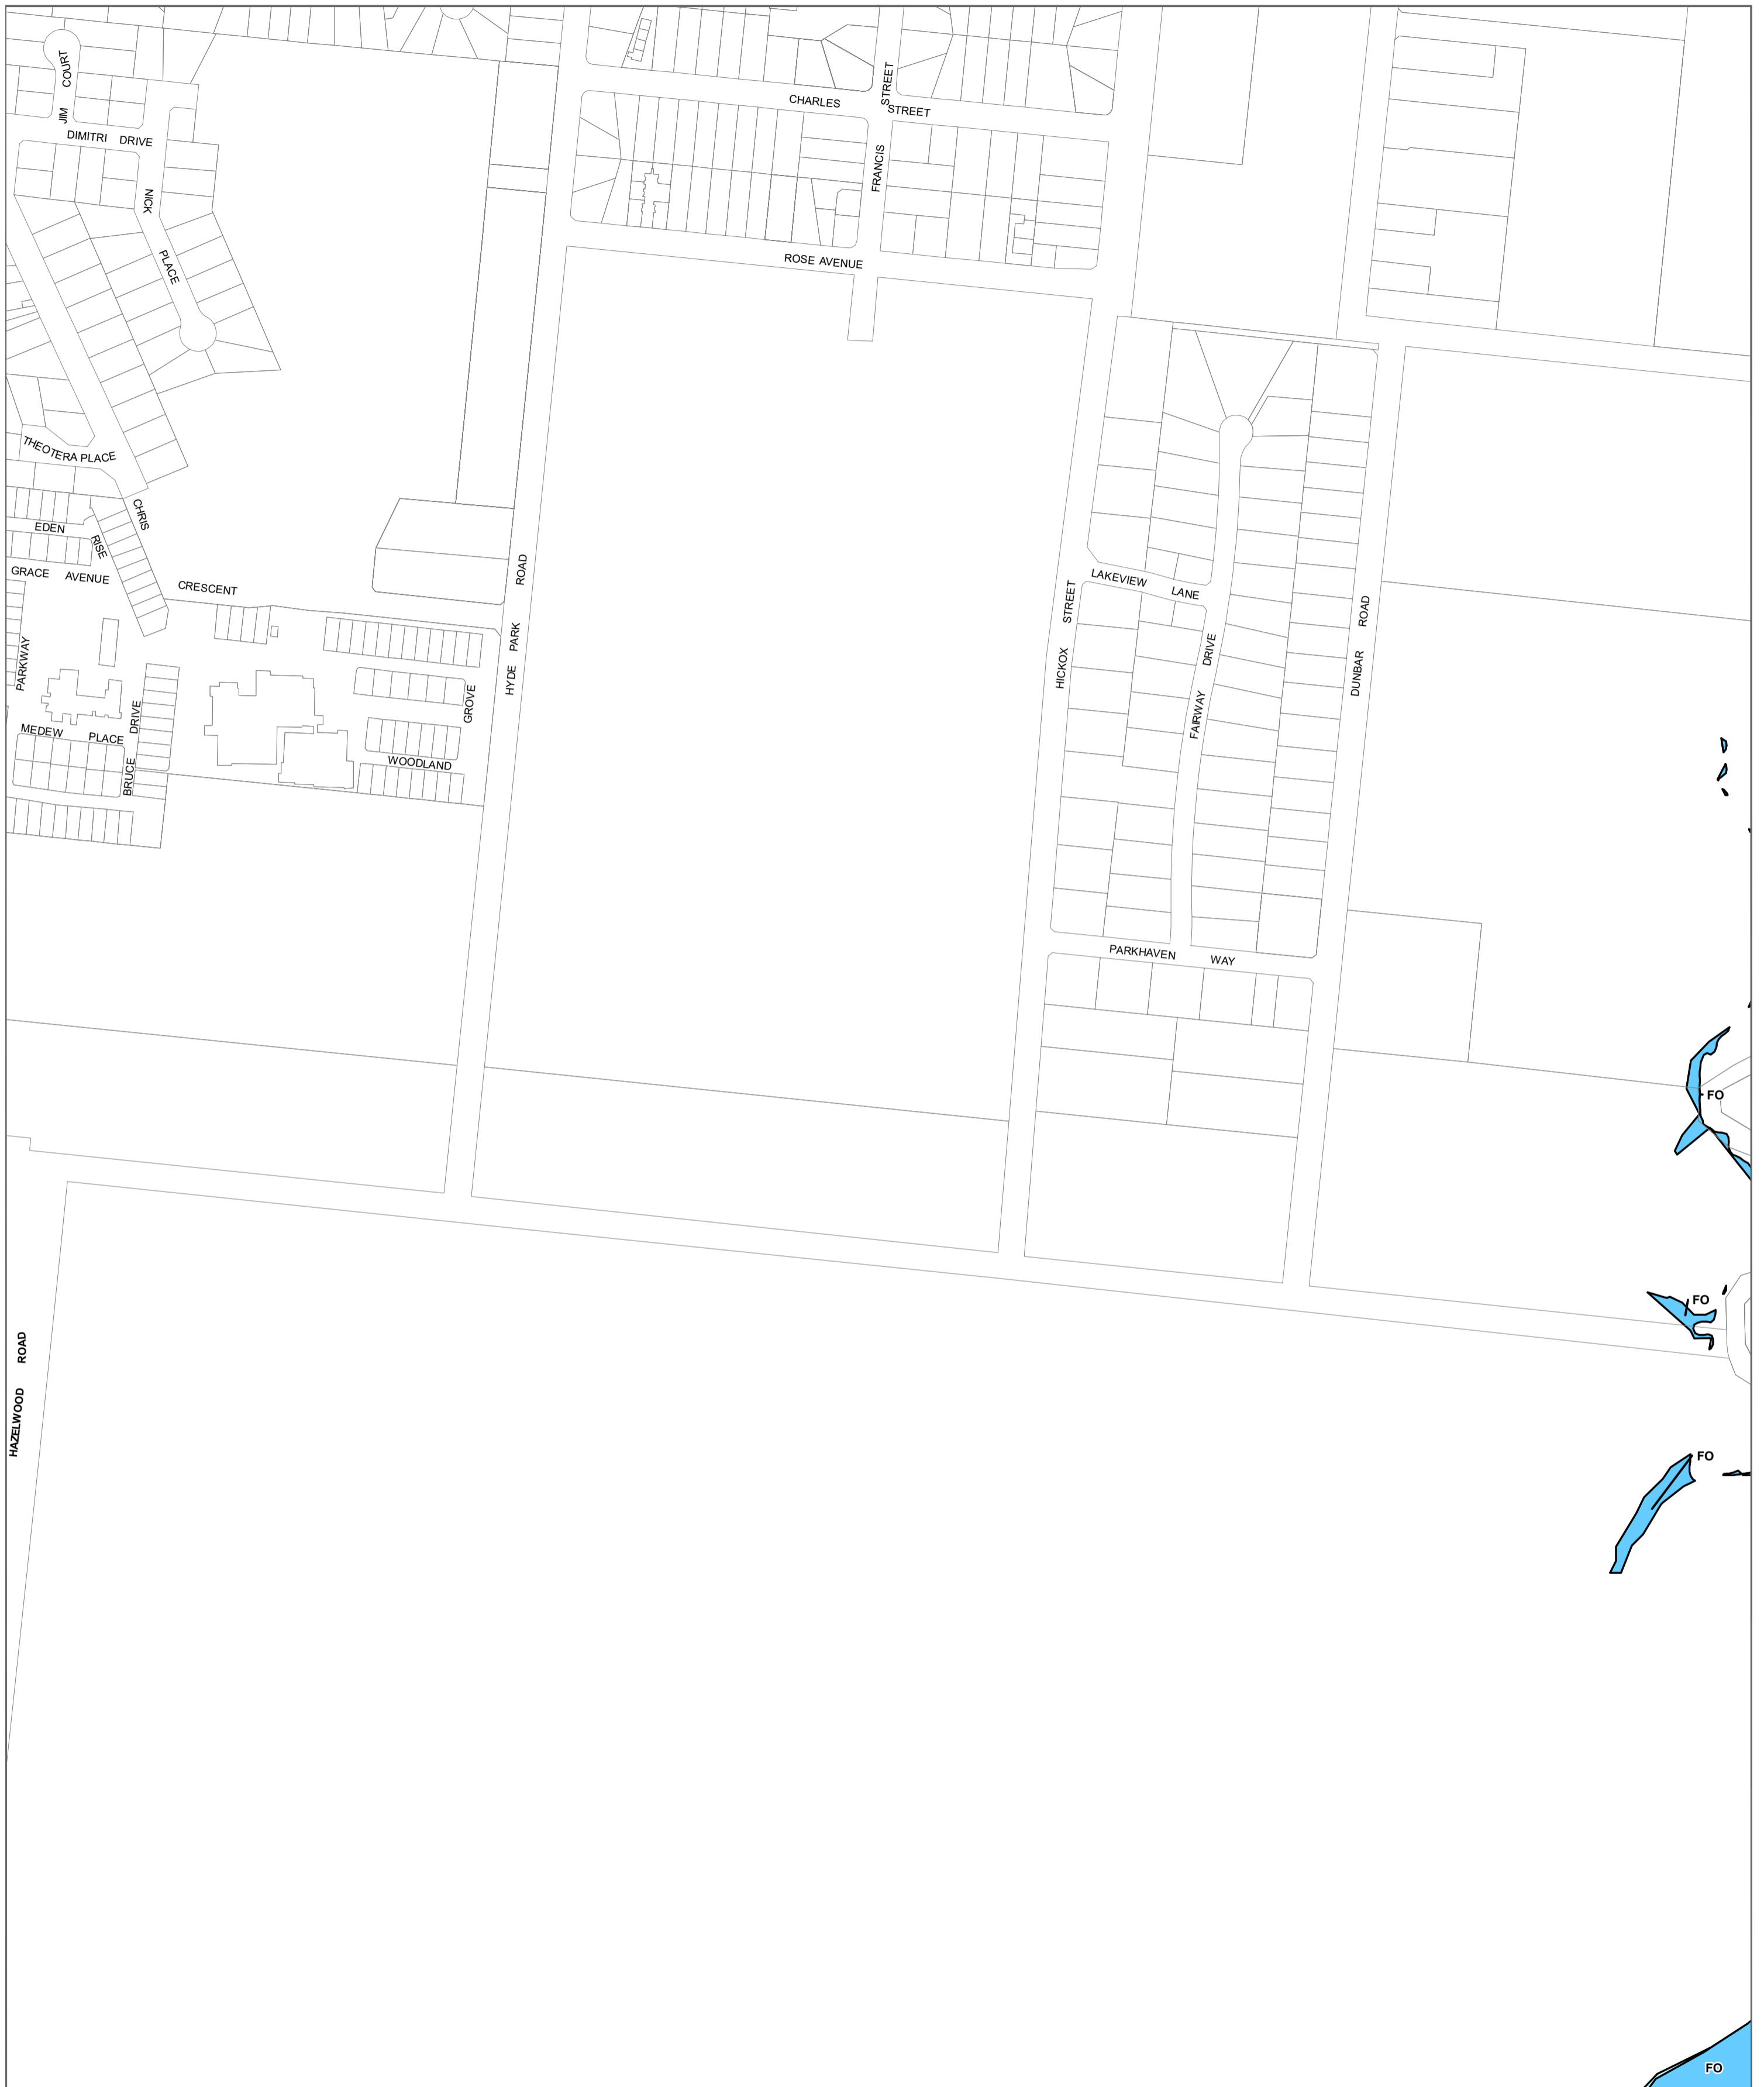 JIM COURT
CHARLES STREET
FRANCIS STREET
DIMITRI DRIVE
NICK PLACE
ROSE AVENUE
THEOTERA PLACE
CHRIS CRESCENT
EDEN RISE
GRACE AVENUE
HYDE PARK ROAD
LAKEVIEW LANE
HICKOX STREET
FAIRWAY DRIVE
DUNBAR ROAD
PARKWAY
GROVE
WOODLAND
MEDEW PLACE
BRUCE DRIVE
PARKHAVEN WAY
FO
FO
HAZELWOOD ROAD
FO
FO